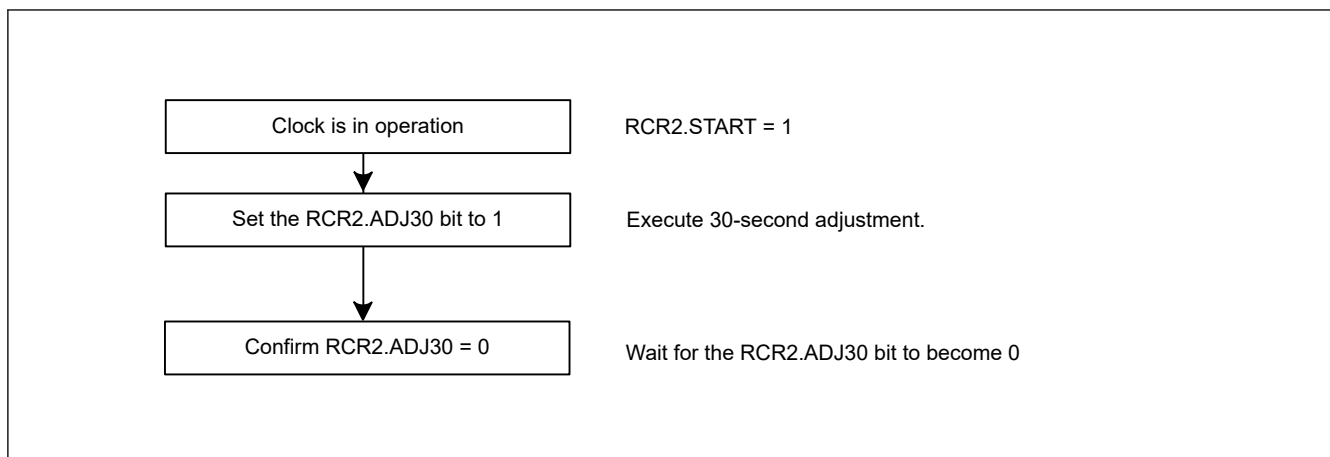 Clock is in operation
RCR2.START = 1
Set the RCR2.ADJ30 bit to 1
Execute 30-second adjustment.
Confirm RCR2.ADJ30 = 0
Wait for the RCR2.ADJ30 bit to become 0